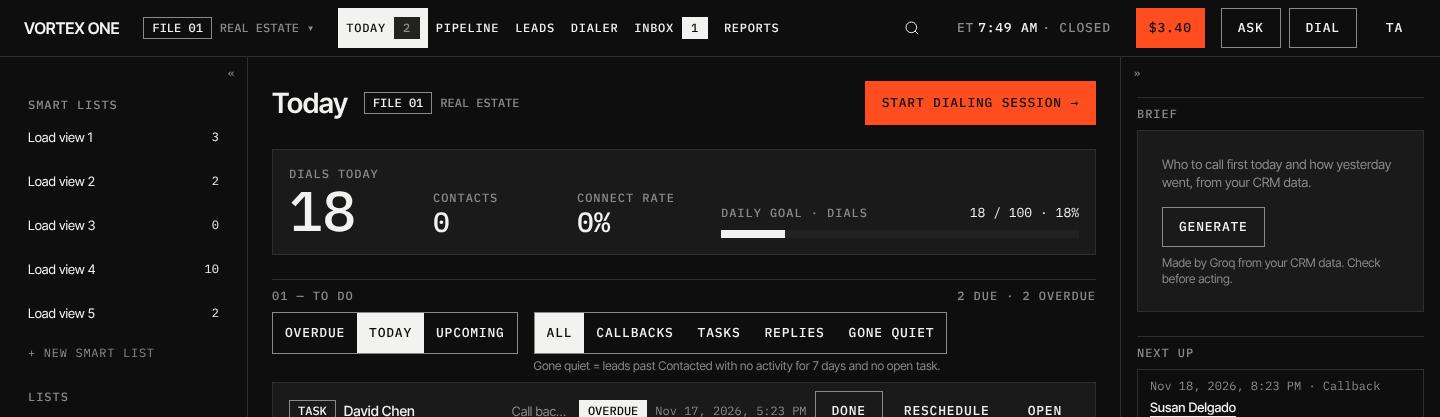 VORTEX ONE FILE 01 REAL ESTATE ▾ TODAY 2 PIPELINE LEADS DIALER INBOX 1 REPORTS ET 7:49 AM · CLOSED $3.40 ASK DIAL TA
«
SMART LISTS
Load view 1 3
Load view 2 2
Load view 3 0
Load view 4 10
Load view 5 2
+ NEW SMART LIST
LISTS
Today FILE 01 REAL ESTATE START DIALING SESSION →
DIALS TODAY
18
CONTACTS
0
CONNECT RATE
0%
DAILY GOAL · DIALS 18 / 100 · 18%
01 — TO DO 2 DUE · 2 OVERDUE
OVERDUE TODAY UPCOMING ALL CALLBACKS TASKS REPLIES GONE QUIET
Gone quiet = leads past Contacted with no activity for 7 days and no open task.
TASK David Chen Call bac… OVERDUE Nov 17, 2026, 5:23 PM DONE RESCHEDULE OPEN
»
BRIEF
Who to call first today and how yesterday
went, from your CRM data.
GENERATE
Made by Groq from your CRM data. Check
before acting.
NEXT UP
Nov 18, 2026, 8:23 PM · Callback
Susan Delgado